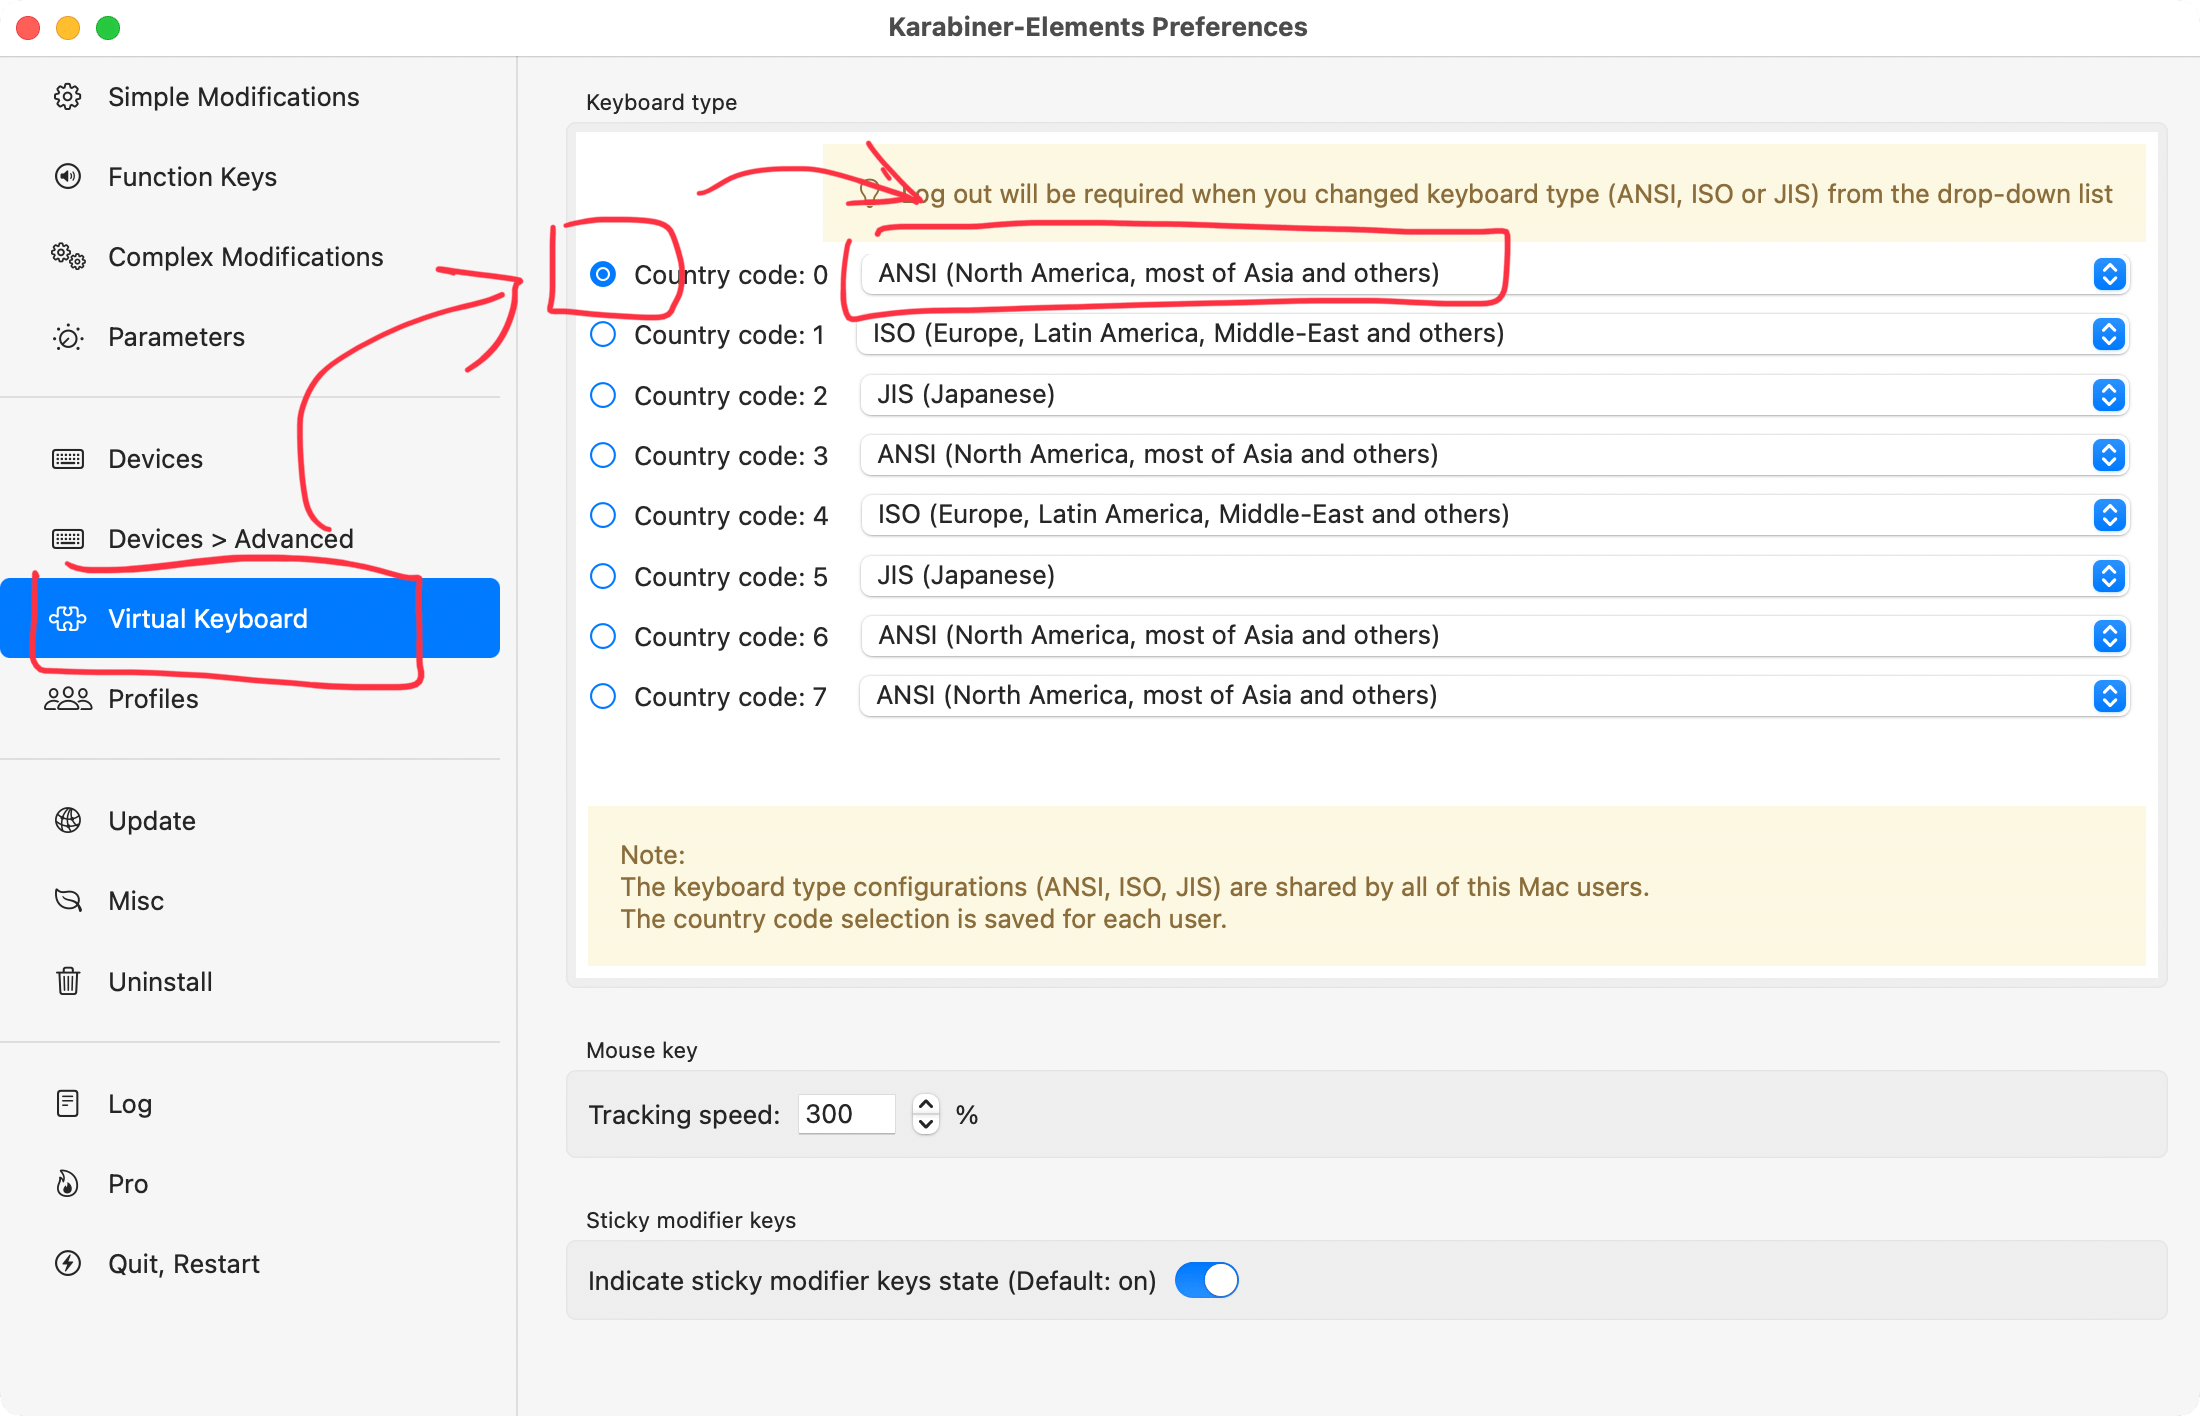 Karabiner-Elements Preferences
Simple Modifications
Function Keys
Complex Modifications
Parameters
Devices
Devices > Advanced
Virtual Keyboard
Profiles
Update
Misc
Uninstall
Log
Pro
Quit, Restart
Keyboard type
Log out will be required when you changed keyboard type (ANSI, ISO or JIS) from the drop-down list
Country code: 0 ANSI (North America, most of Asia and others)
Country code: 1 ISO (Europe, Latin America, Middle-East and others)
Country code: 2 JIS (Japanese)
Country code: 3 ANSI (North America, most of Asia and others)
Country code: 4 ISO (Europe, Latin America, Middle-East and others)
Country code: 5 JIS (Japanese)
Country code: 6 ANSI (North America, most of Asia and others)
Country code: 7 ANSI (North America, most of Asia and others)
Note:
The keyboard type configurations (ANSI, ISO, JIS) are shared by all of this Mac users.
The country code selection is saved for each user.
Mouse key
Tracking speed: 300 %
Sticky modifier keys
Indicate sticky modifier keys state (Default: on)